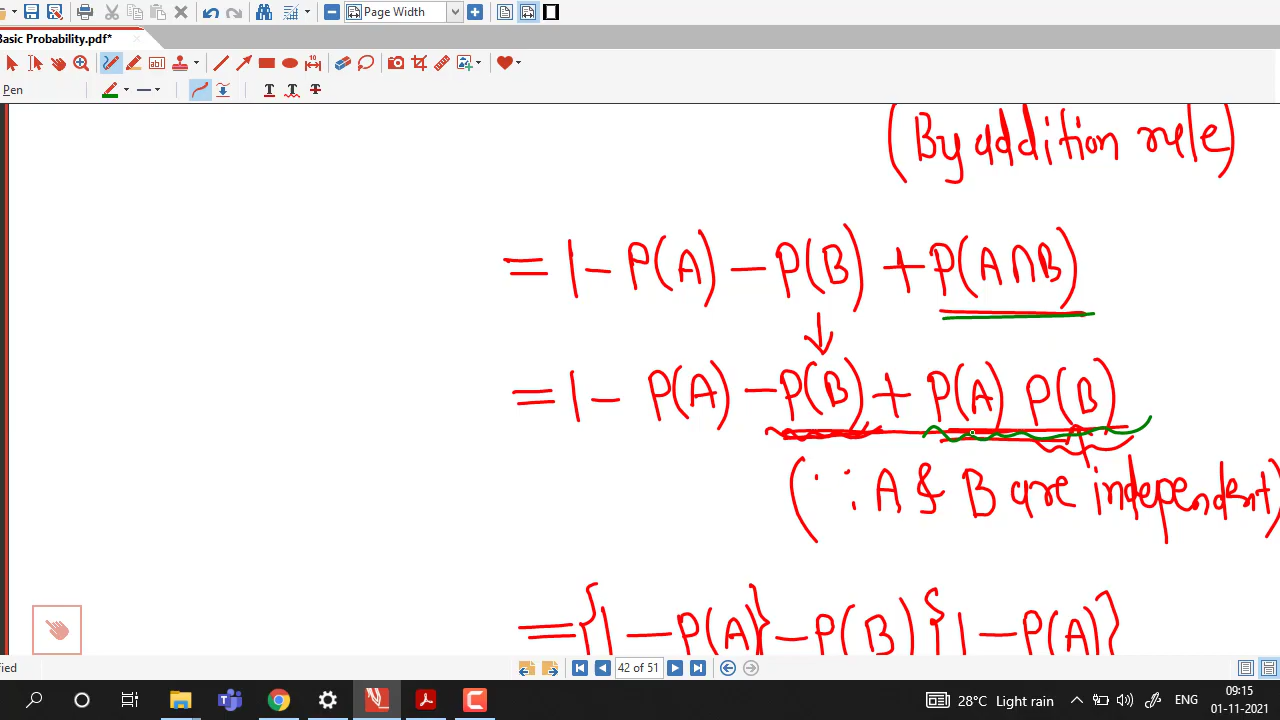 Page Width
Basic Probability.pdf*
Pen
(By addition rule)
= 1 - P(A) - P(B) + P(A∩B)
= 1 - P(A) - P(B) + P(A) P(B)
(∵ A & B are independent)
= {1 - P(A)} - P(B) {1 - P(A)}
fied
42 of 51
28°C Light rain
ENG
09:15
01-11-2021